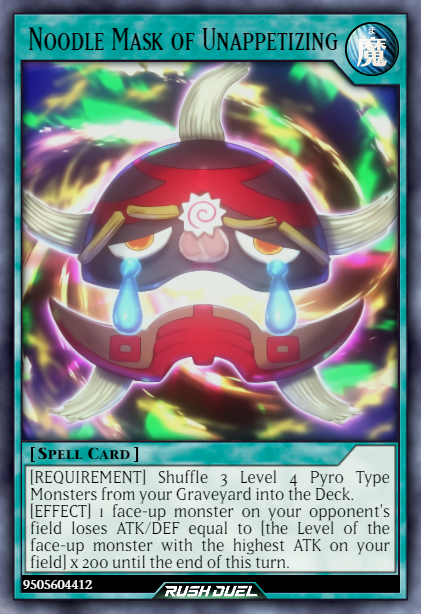 Noodle Mask of Unappetizing
ま
魔
[Spell Card]
[REQUIREMENT] Shuffle 3 Level 4 Pyro Type
Monsters from your Graveyard into the Deck.
[EFFECT] 1 face-up monster on your opponent's
field loses ATK/DEF equal to [the Level of the
face-up monster with the highest ATK on your
field] x 200 until the end of this turn.
9505604412
RUSH DUEL